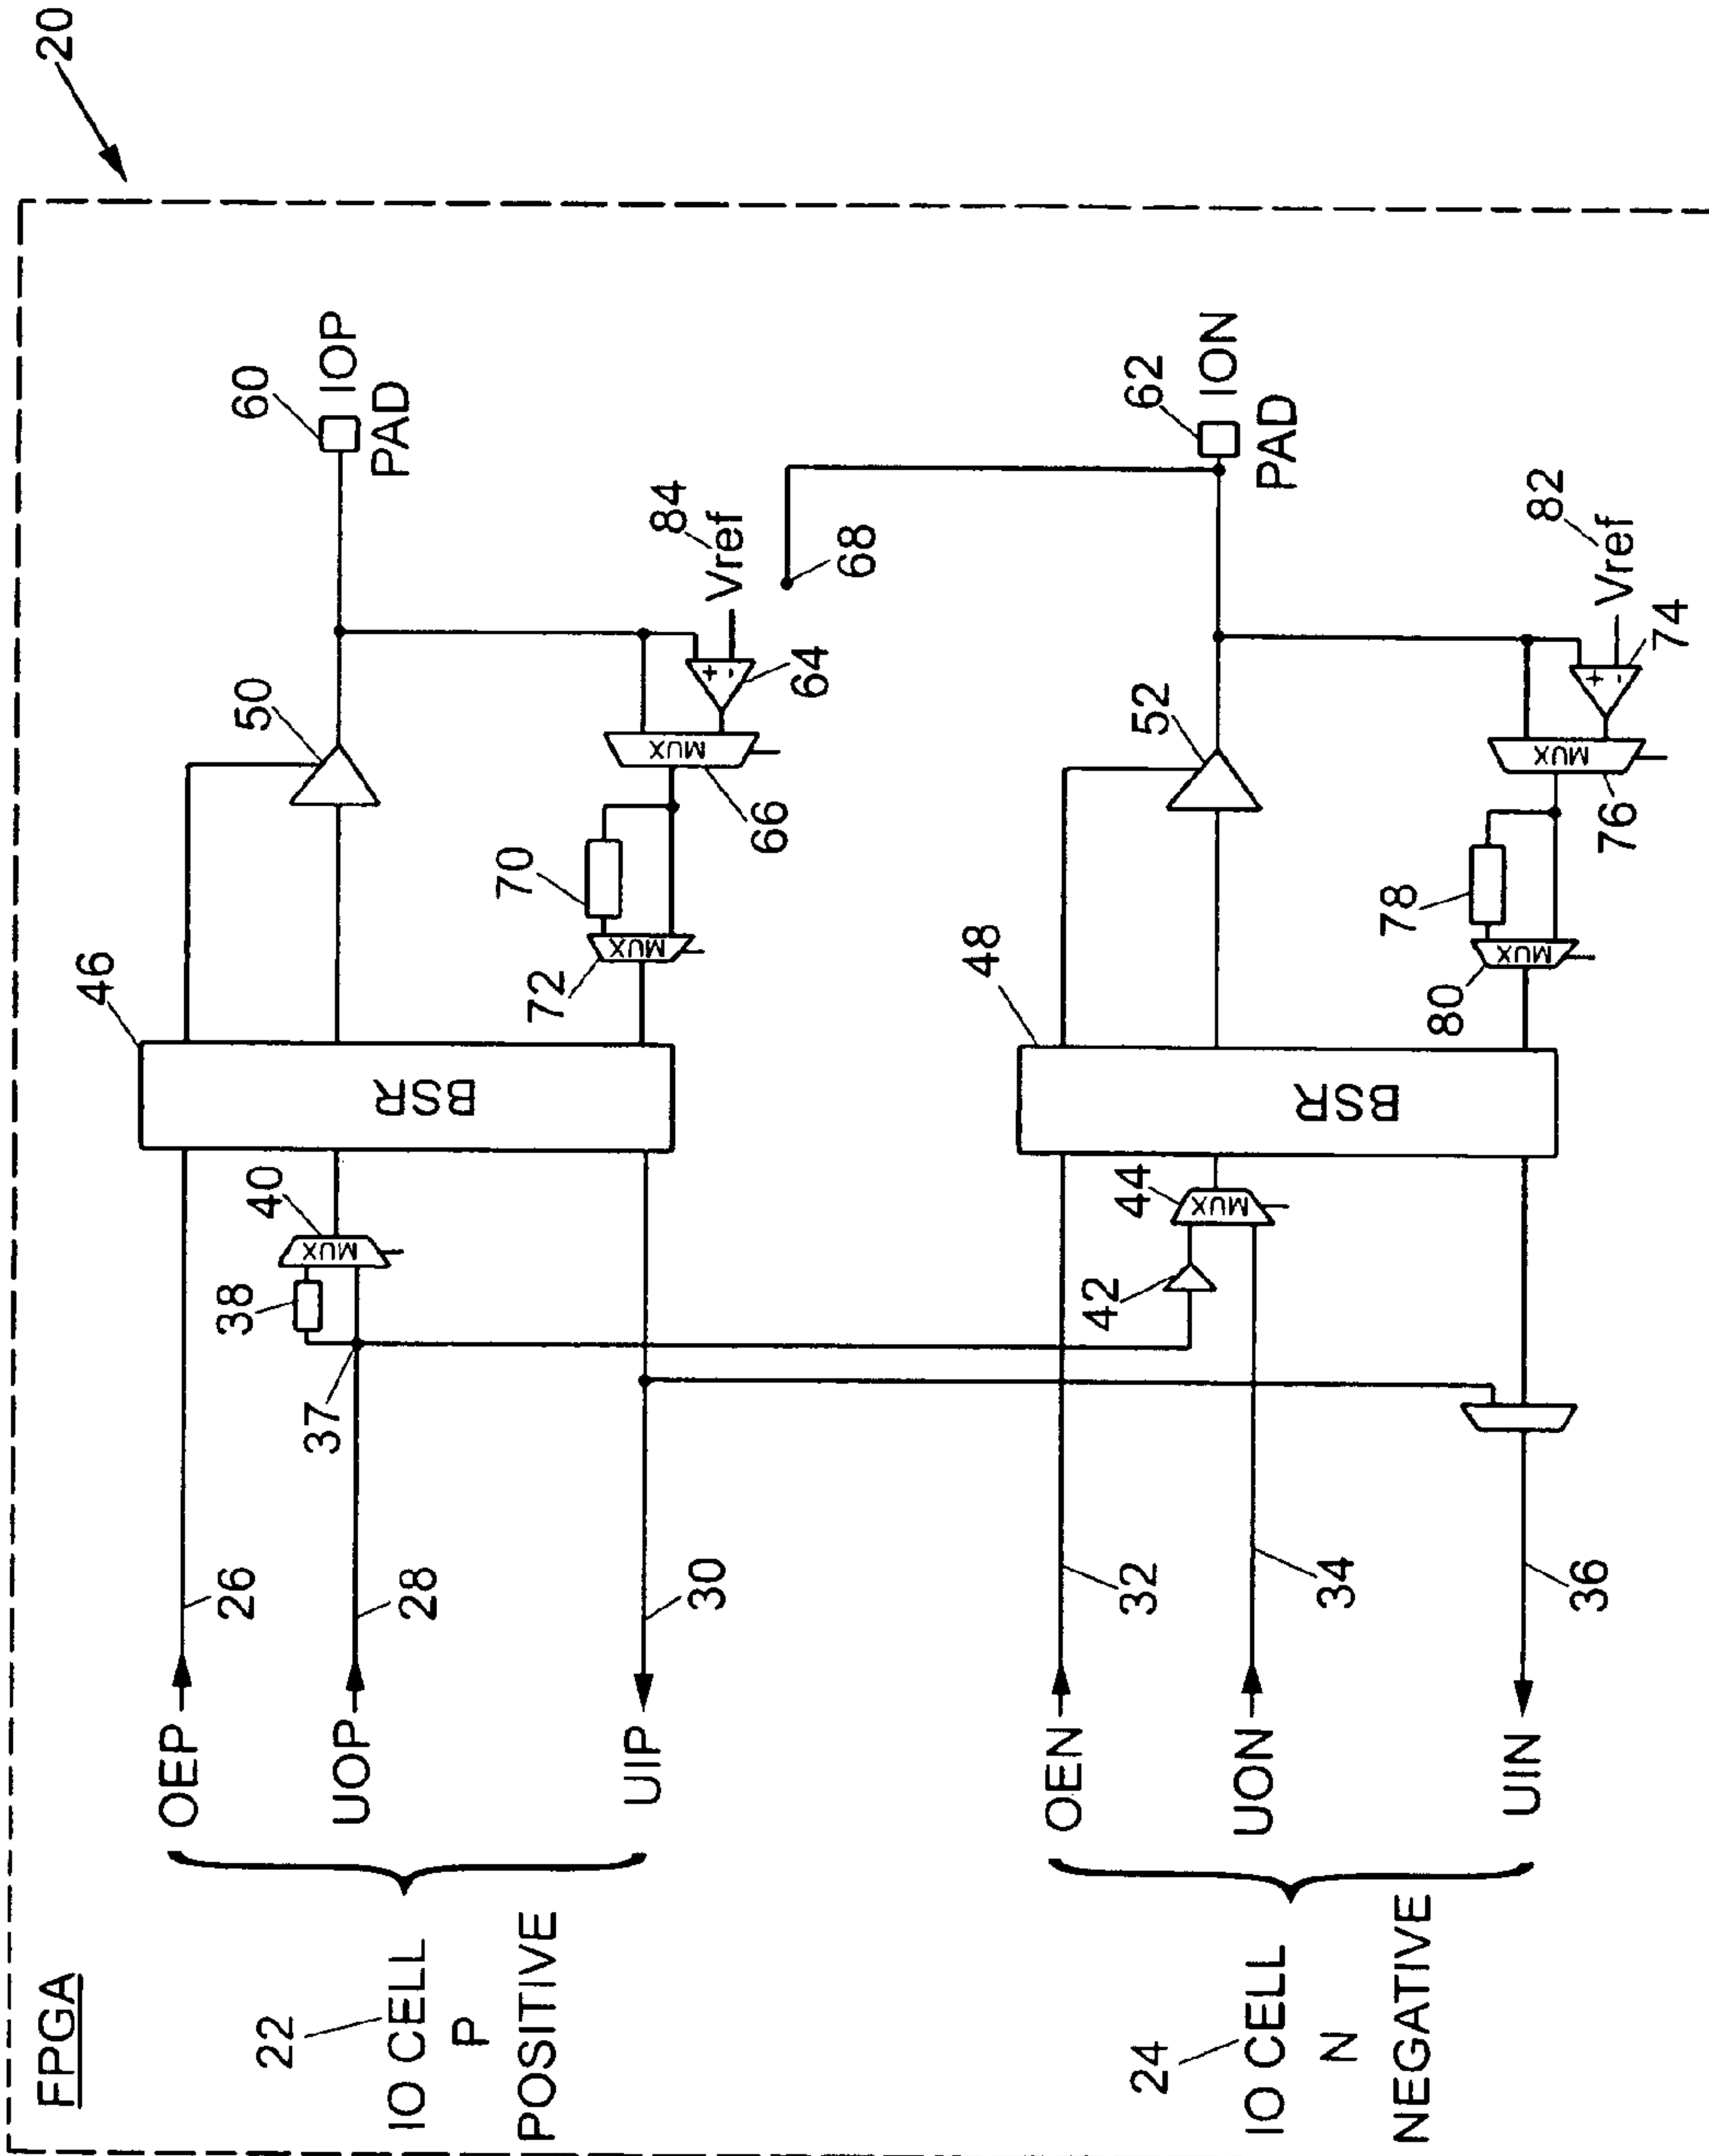 20
FPGA
22
IO CELL
P
POSITIVE
OEP
26
UOP
28
UIP
30
37
38
40
MUX
46
BSR
50
60
IOP
PAD
70
72
MUX
66
MUX
+
-
64
84
Vref
68
24
IO CELL
N
NEGATIVE
OEN
32
UON
34
UIN
36
42
44
MUX
48
BSR
52
62
ION
PAD
78
80
MUX
76
MUX
+
-
74
82
Vref